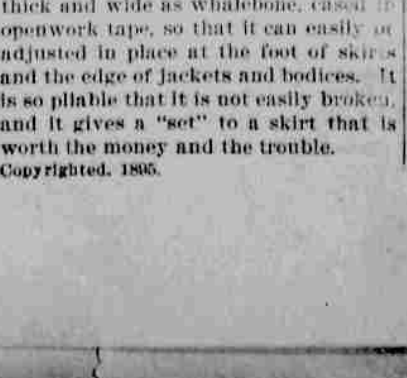 thick and wide as whalebone, cased in
openwork tape, so that it can easily be
adjusted in place at the foot of skirts
and the edge of jackets and bodices. It
is so pliable that it is not easily broken,
and it gives a "set" to a skirt that is
worth the money and the trouble.
Copyrighted. 1895.